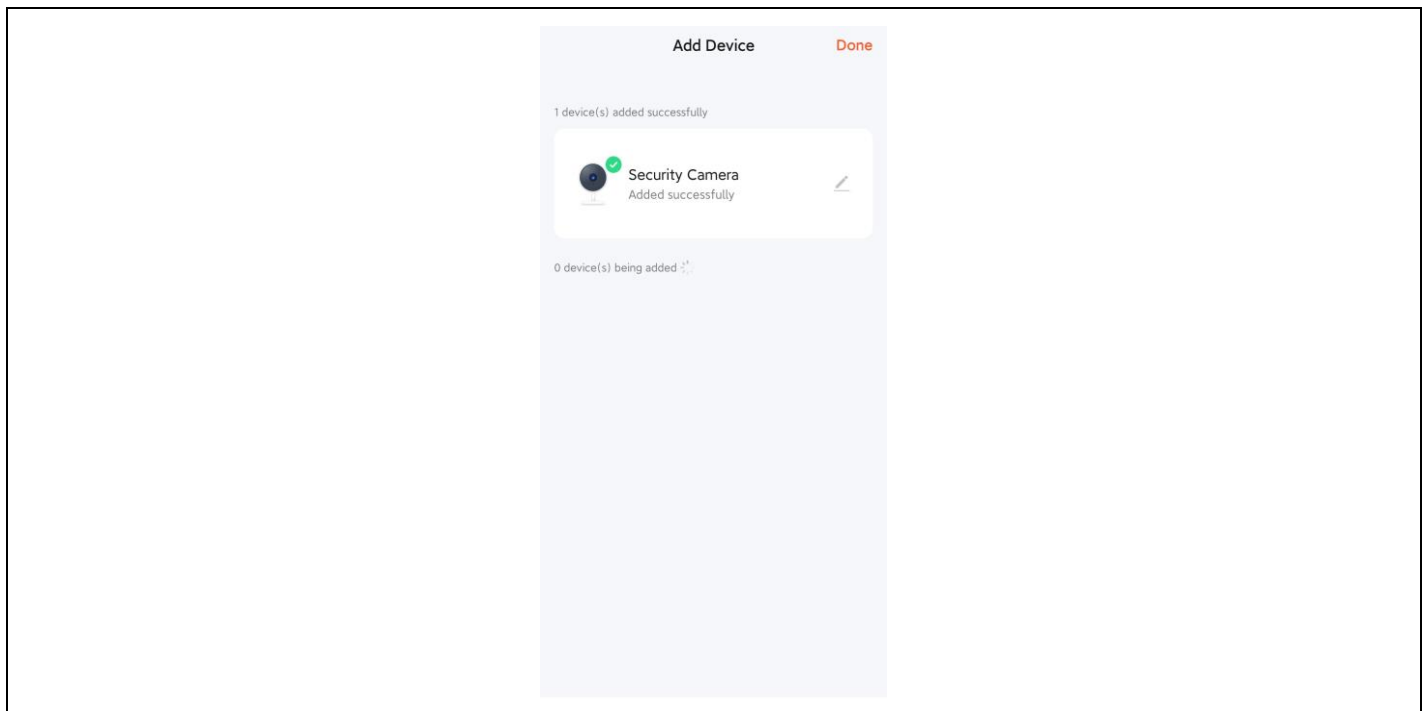 Add Device Done
1 device(s) added successfully
Security Camera
Added successfully
0 device(s) being added